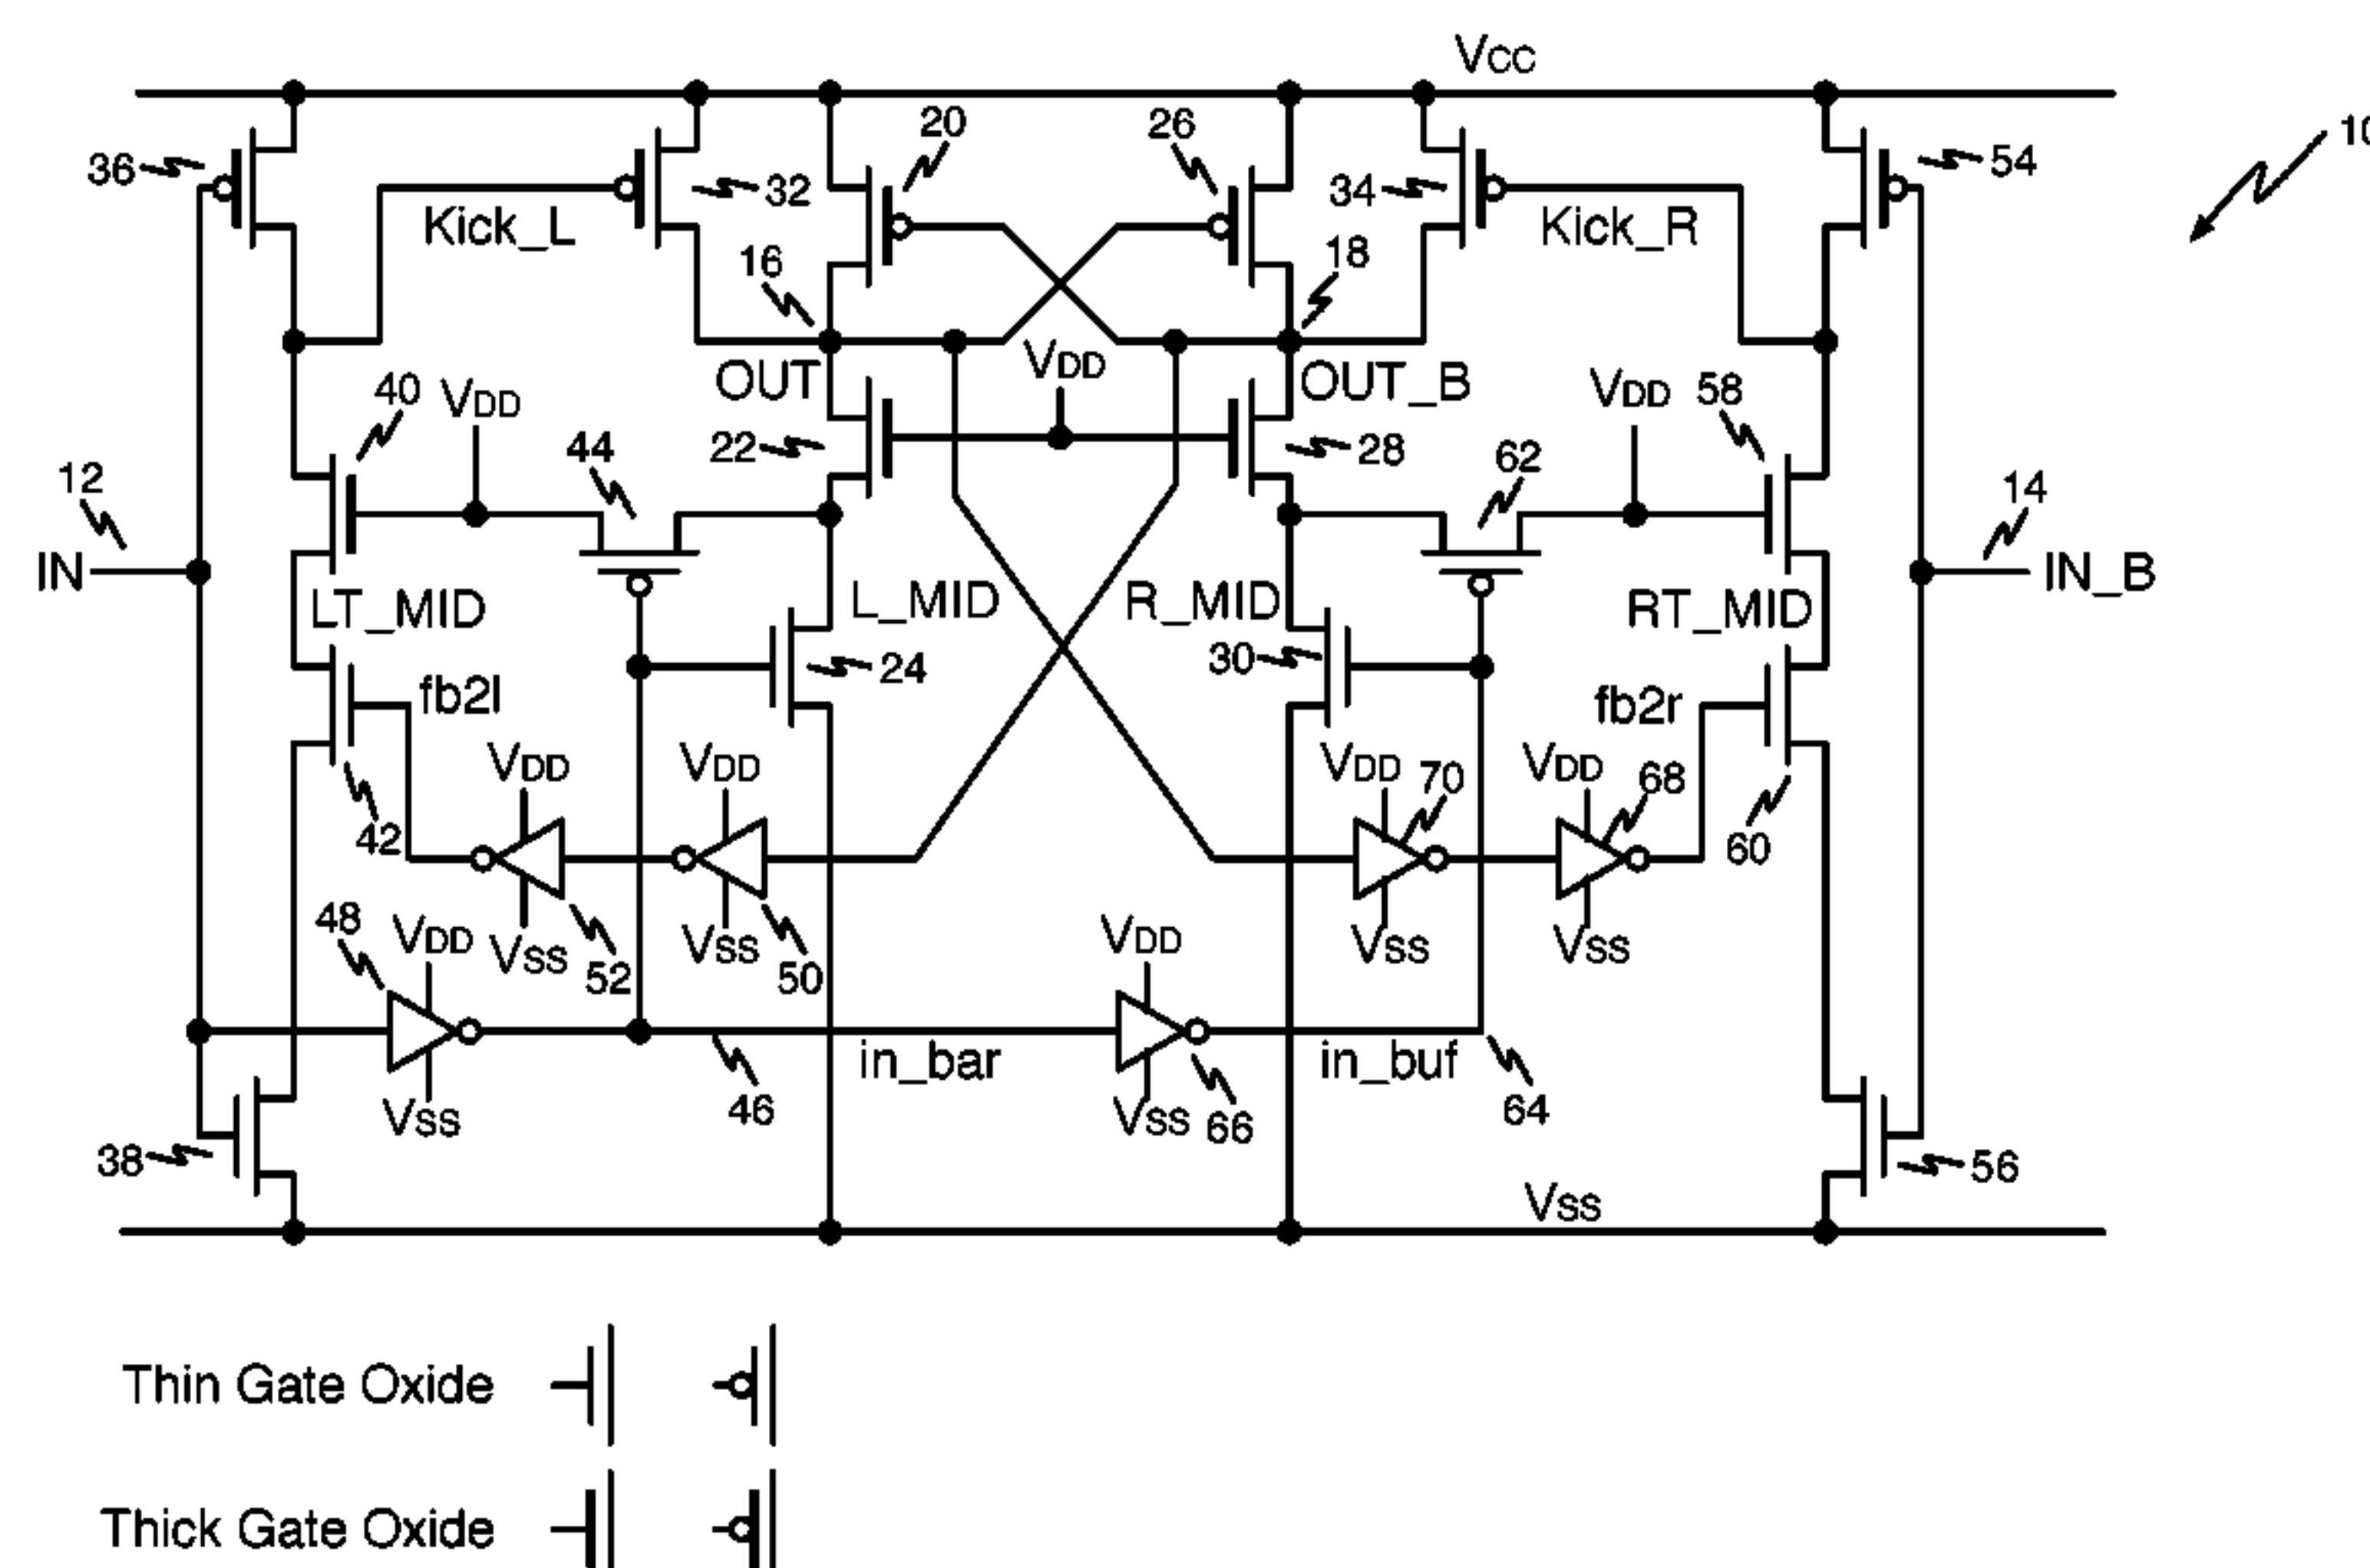 VCC
10
36
Kick_L
32
20
26
34
Kick_R
54
16
18
OUT
VDD
OUT_B
40
VDD
44
22
28
62
VDD
58
12
IN
14
IN_B
LT_MID
L_MID
R_MID
RT_MID
24
30
fb2l
fb2r
42
VDD
VDD
VDD
70
VDD
68
60
VSS
52
VSS
50
VSS
VSS
48
VDD
VSS
VDD
VSS
66
46
in_bar
in_buf
64
38
56
VSS
Thin Gate Oxide
Thick Gate Oxide